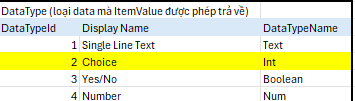 DataType (loại data mà ItemValue được phép trả về)
DataTypeId Display Name DataTypeName
1 Single Line Text Text
2 Choice Int
3 Yes/No Boolean
4 Number Num